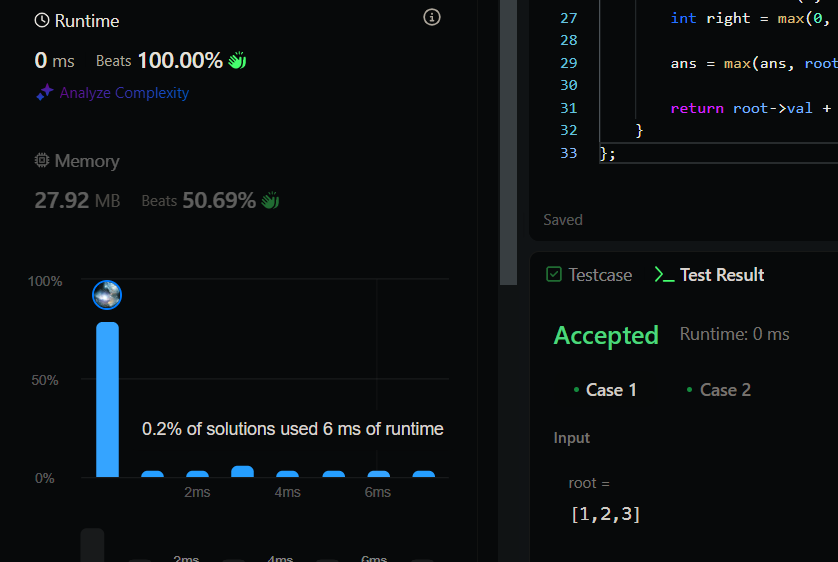 Runtime
0 ms Beats 100.00%
Analyze Complexity
Memory
27.92 MB Beats 50.69%
100%
50%
0%
0.2% of solutions used 6 ms of runtime
2ms 4ms 6ms
2ms 4ms 6ms
27 int right = max(0,
28
29 ans = max(ans, root
30
31 return root->val +
32 }
33 };
Saved
Testcase Test Result
Accepted Runtime: 0 ms
Case 1 Case 2
Input
root =
[1,2,3]